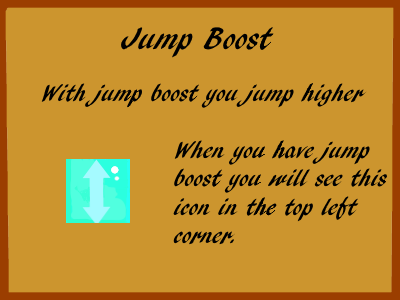 Jump Boost
With jump boost you jump higher
When you have jump
boost you will see this
icon in the top left
corner.